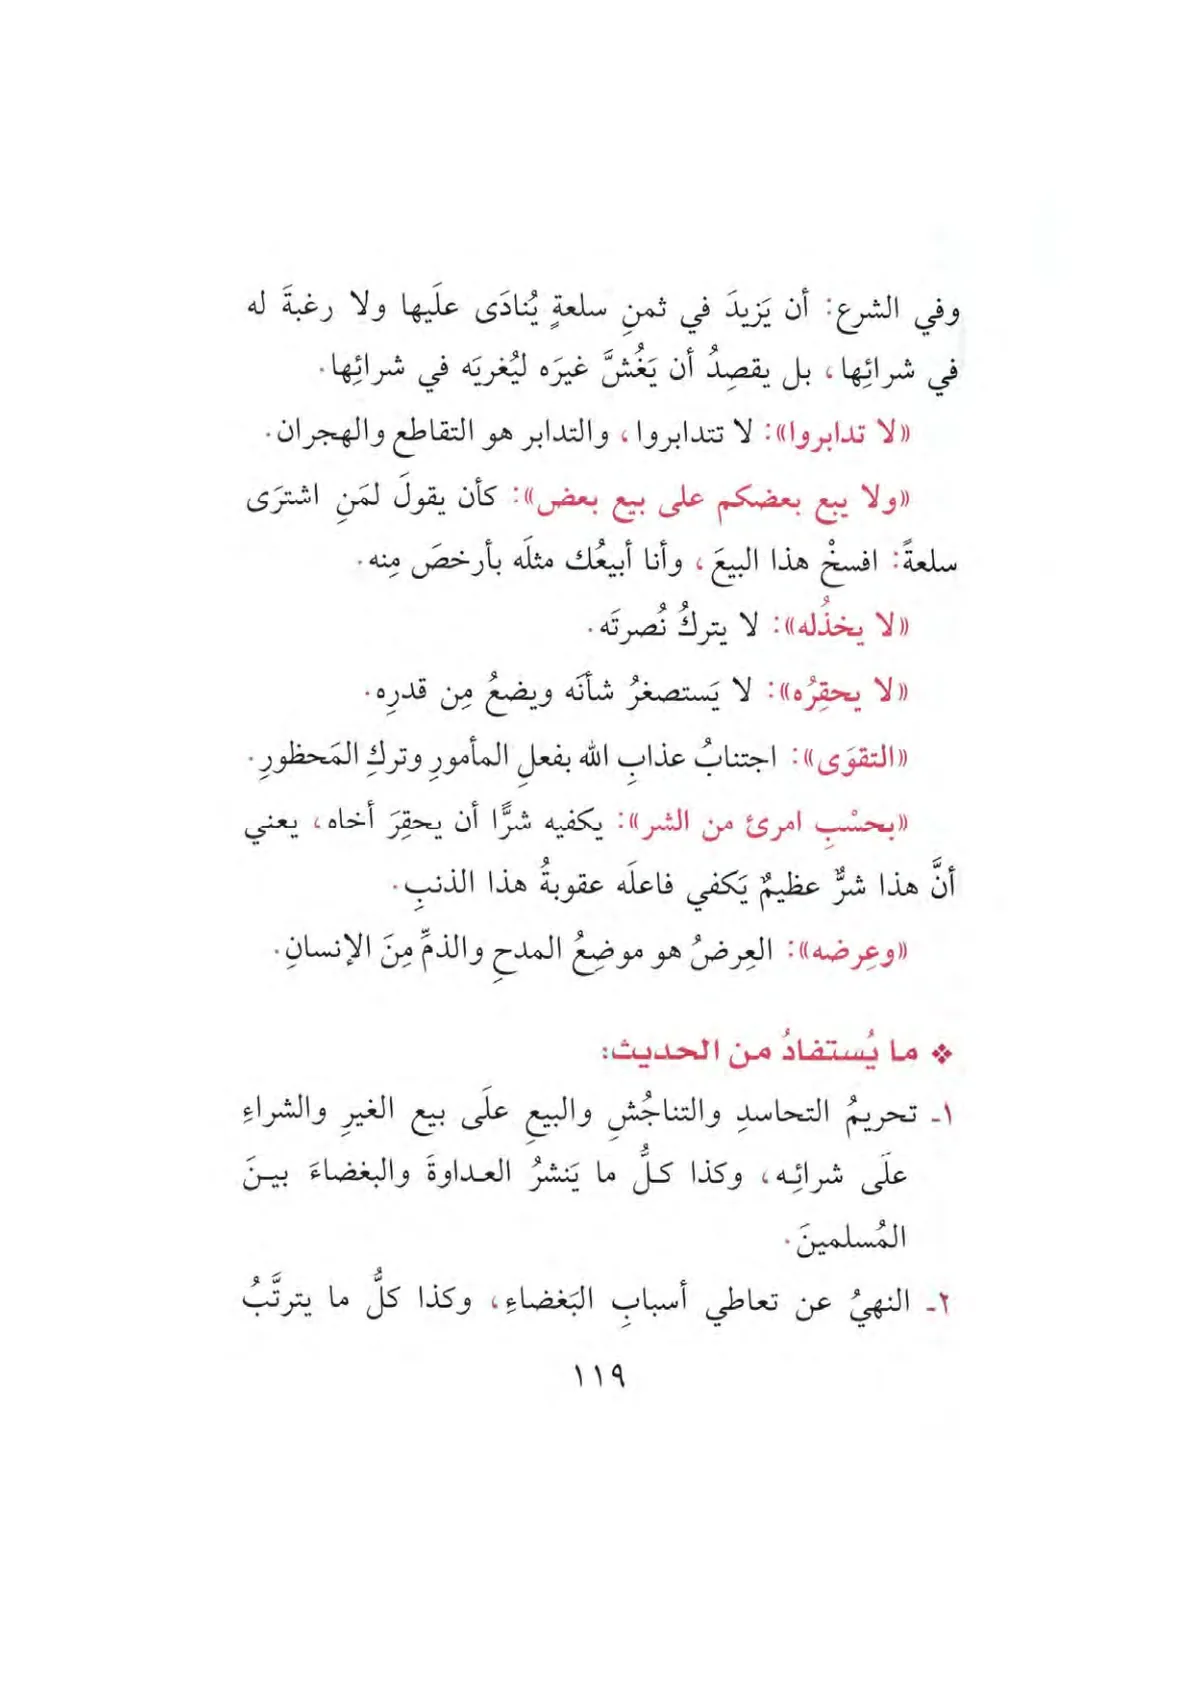 وفي الشرع: أن يَزيدَ في ثمنِ سلعةٍ يُنادَى علَيها ولا رغبةَ له
في شرائِها، بل يقصِدُ أن يَغُشَّ غيرَه ليُغريَه في شرائِها.
«لا تدابروا»: لا تتدابروا، والتدابر هو التقاطع والهجران.
«ولا يبع بعضكم على بيع بعض»: كأن يقولَ لمَنِ اشترَى
سلعةً: افسخْ هذا البيعَ، وأنا أبيعُك مثلَه بأرخصَ مِنه.
«لا يخذُله»: لا يتركُ نُصرتَه.
«لا يحقِرُه»: لا يَستصغرُ شأنَه ويضعُ مِن قدرِه.
«التقوَى»: اجتنابُ عذابِ الله بفعلِ المأمورِ وتركِ المَحظورِ.
«بحسْبِ امرئ من الشر»: يكفيه شرًّا أن يحقِرَ أخاه، يعني
أنَّ هذا شرٌّ عظيمٌ يَكفي فاعلَه عقوبةُ هذا الذنبِ.
«وعِرضه»: العِرضُ هو موضِعُ المدحِ والذمِّ مِنَ الإنسانِ.
❖ ما يُستفادُ من الحديث:
١ـ تحريمُ التحاسدِ والتناجُشِ والبيعِ علَى بيع الغيرِ والشراءِ
علَى شرائِه، وكذا كلُّ ما يَنشرُ العداوةَ والبغضاءَ بينَ
المُسلمينَ.
٢ـ النهيُ عن تعاطي أسبابِ البَغضاءِ، وكذا كلُّ ما يترتَّبُ
١١٩